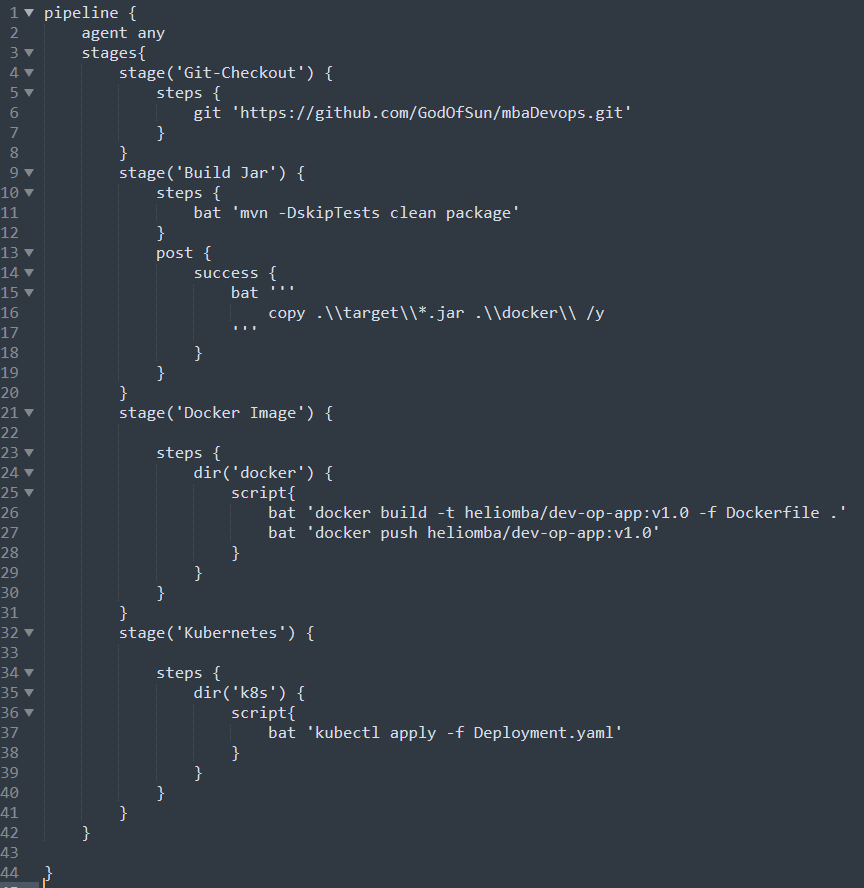 1 pipeline {
2     agent any
3     stages{
4         stage('Git-Checkout') {
5             steps {
6                 git 'https://github.com/GodOfSun/mbaDevops.git'
7             }
8         }
9         stage('Build Jar') {
10             steps {
11                 bat 'mvn -DskipTests clean package'
12             }
13             post {
14                 success {
15                     bat '''
16                         copy .\\target\\*.jar .\\docker\\ /y
17                     '''
18                 }
19             }
20         }
21         stage('Docker Image') {
22
23             steps {
24                 dir('docker') {
25                     script{
26                         bat 'docker build -t heliomba/dev-op-app:v1.0 -f Dockerfile .'
27                         bat 'docker push heliomba/dev-op-app:v1.0'
28                     }
29                 }
30             }
31         }
32         stage('Kubernetes') {
33
34             steps {
35                 dir('k8s') {
36                     script{
37                         bat 'kubectl apply -f Deployment.yaml'
38                     }
39                 }
40             }
41         }
42     }
43
44 }